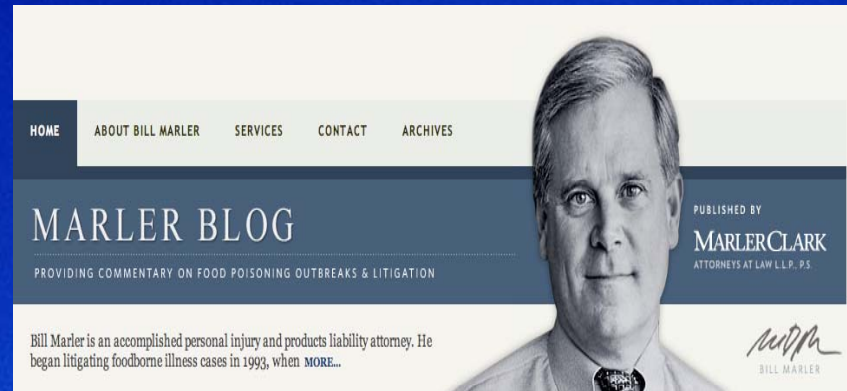 HOME ABOUT BILL MARLER SERVICES CONTACT ARCHIVES
MARLER BLOG
PROVIDING COMMENTARY ON FOOD POISONING OUTBREAKS & LITIGATION
PUBLISHED BY
MARLERCLARK
ATTORNEYS AT LAW L.L.P., P.S.
Bill Marler is an accomplished personal injury and products liability attorney. He
began litigating foodborne illness cases in 1993, when MORE...
BILL MARLER